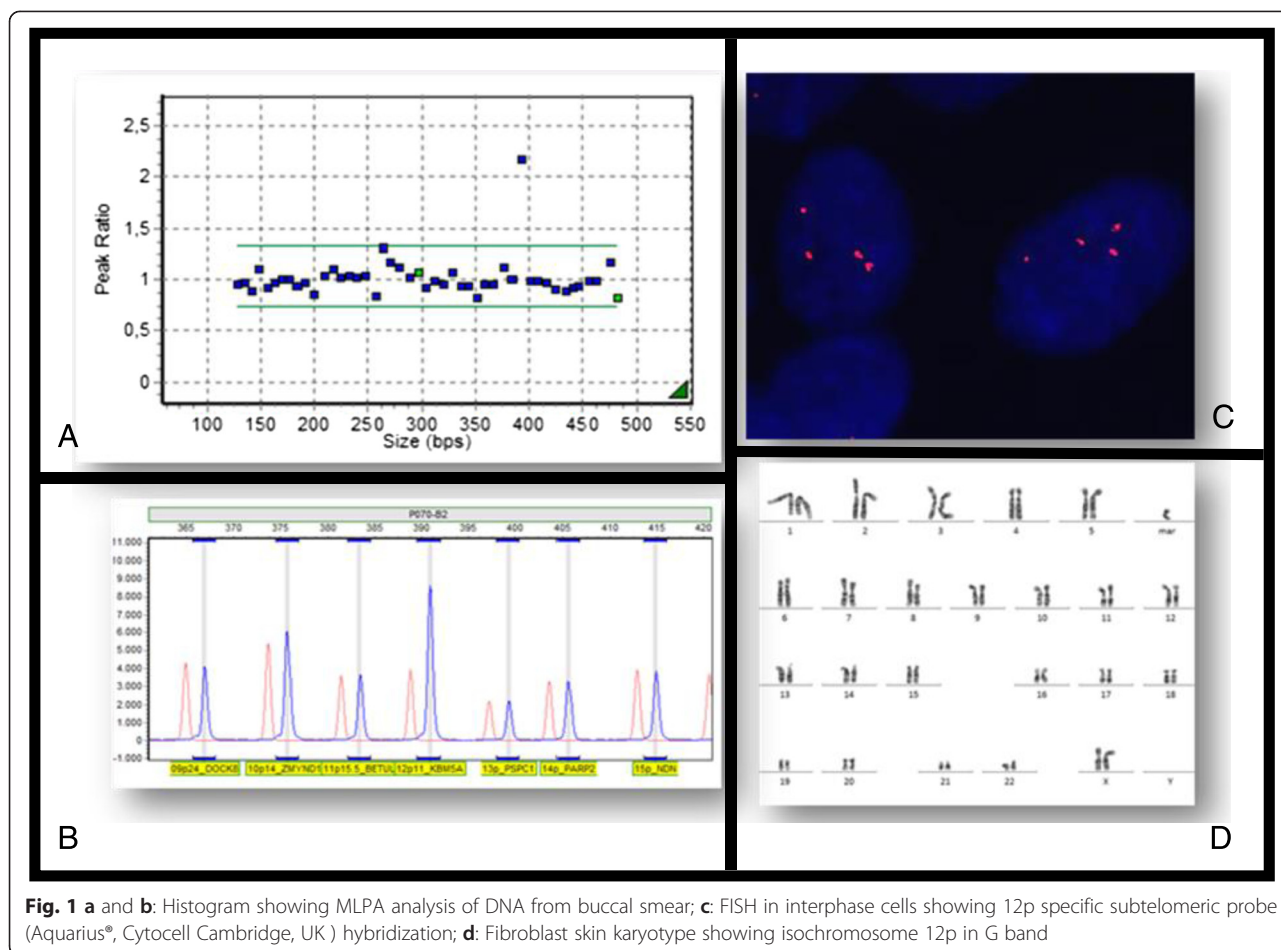 2,5
2
1,5
1
0,5
0
Peak Ratio
100 150 200 250 300 350 400 450 500 550
Size (bps)
A
C
P070-B2
365 370 375 380 385 390 395 400 405 410 415 420
11.000
10.000
9.000
8.000
7.000
6.000
5.000
4.000
3.000
2.000
1.000
0
-1.000
09p24_DOCK8 10p14_ZMYND1 11p15.5_BETUL 12p11_KBM5A 13p_PSPC1 14p_PARP2 15p_NDN
B
1 2 3 4 5 mar
6 7 8 9 10 11 12
13 14 15 16 17 18
19 20 21 22 X Y
D
Fig. 1 a and b: Histogram showing MLPA analysis of DNA from buccal smear; c: FISH in interphase cells showing 12p specific subtelomeric probe
(Aquarius®, Cytocell Cambridge, UK ) hybridization; d: Fibroblast skin karyotype showing isochromosome 12p in G band